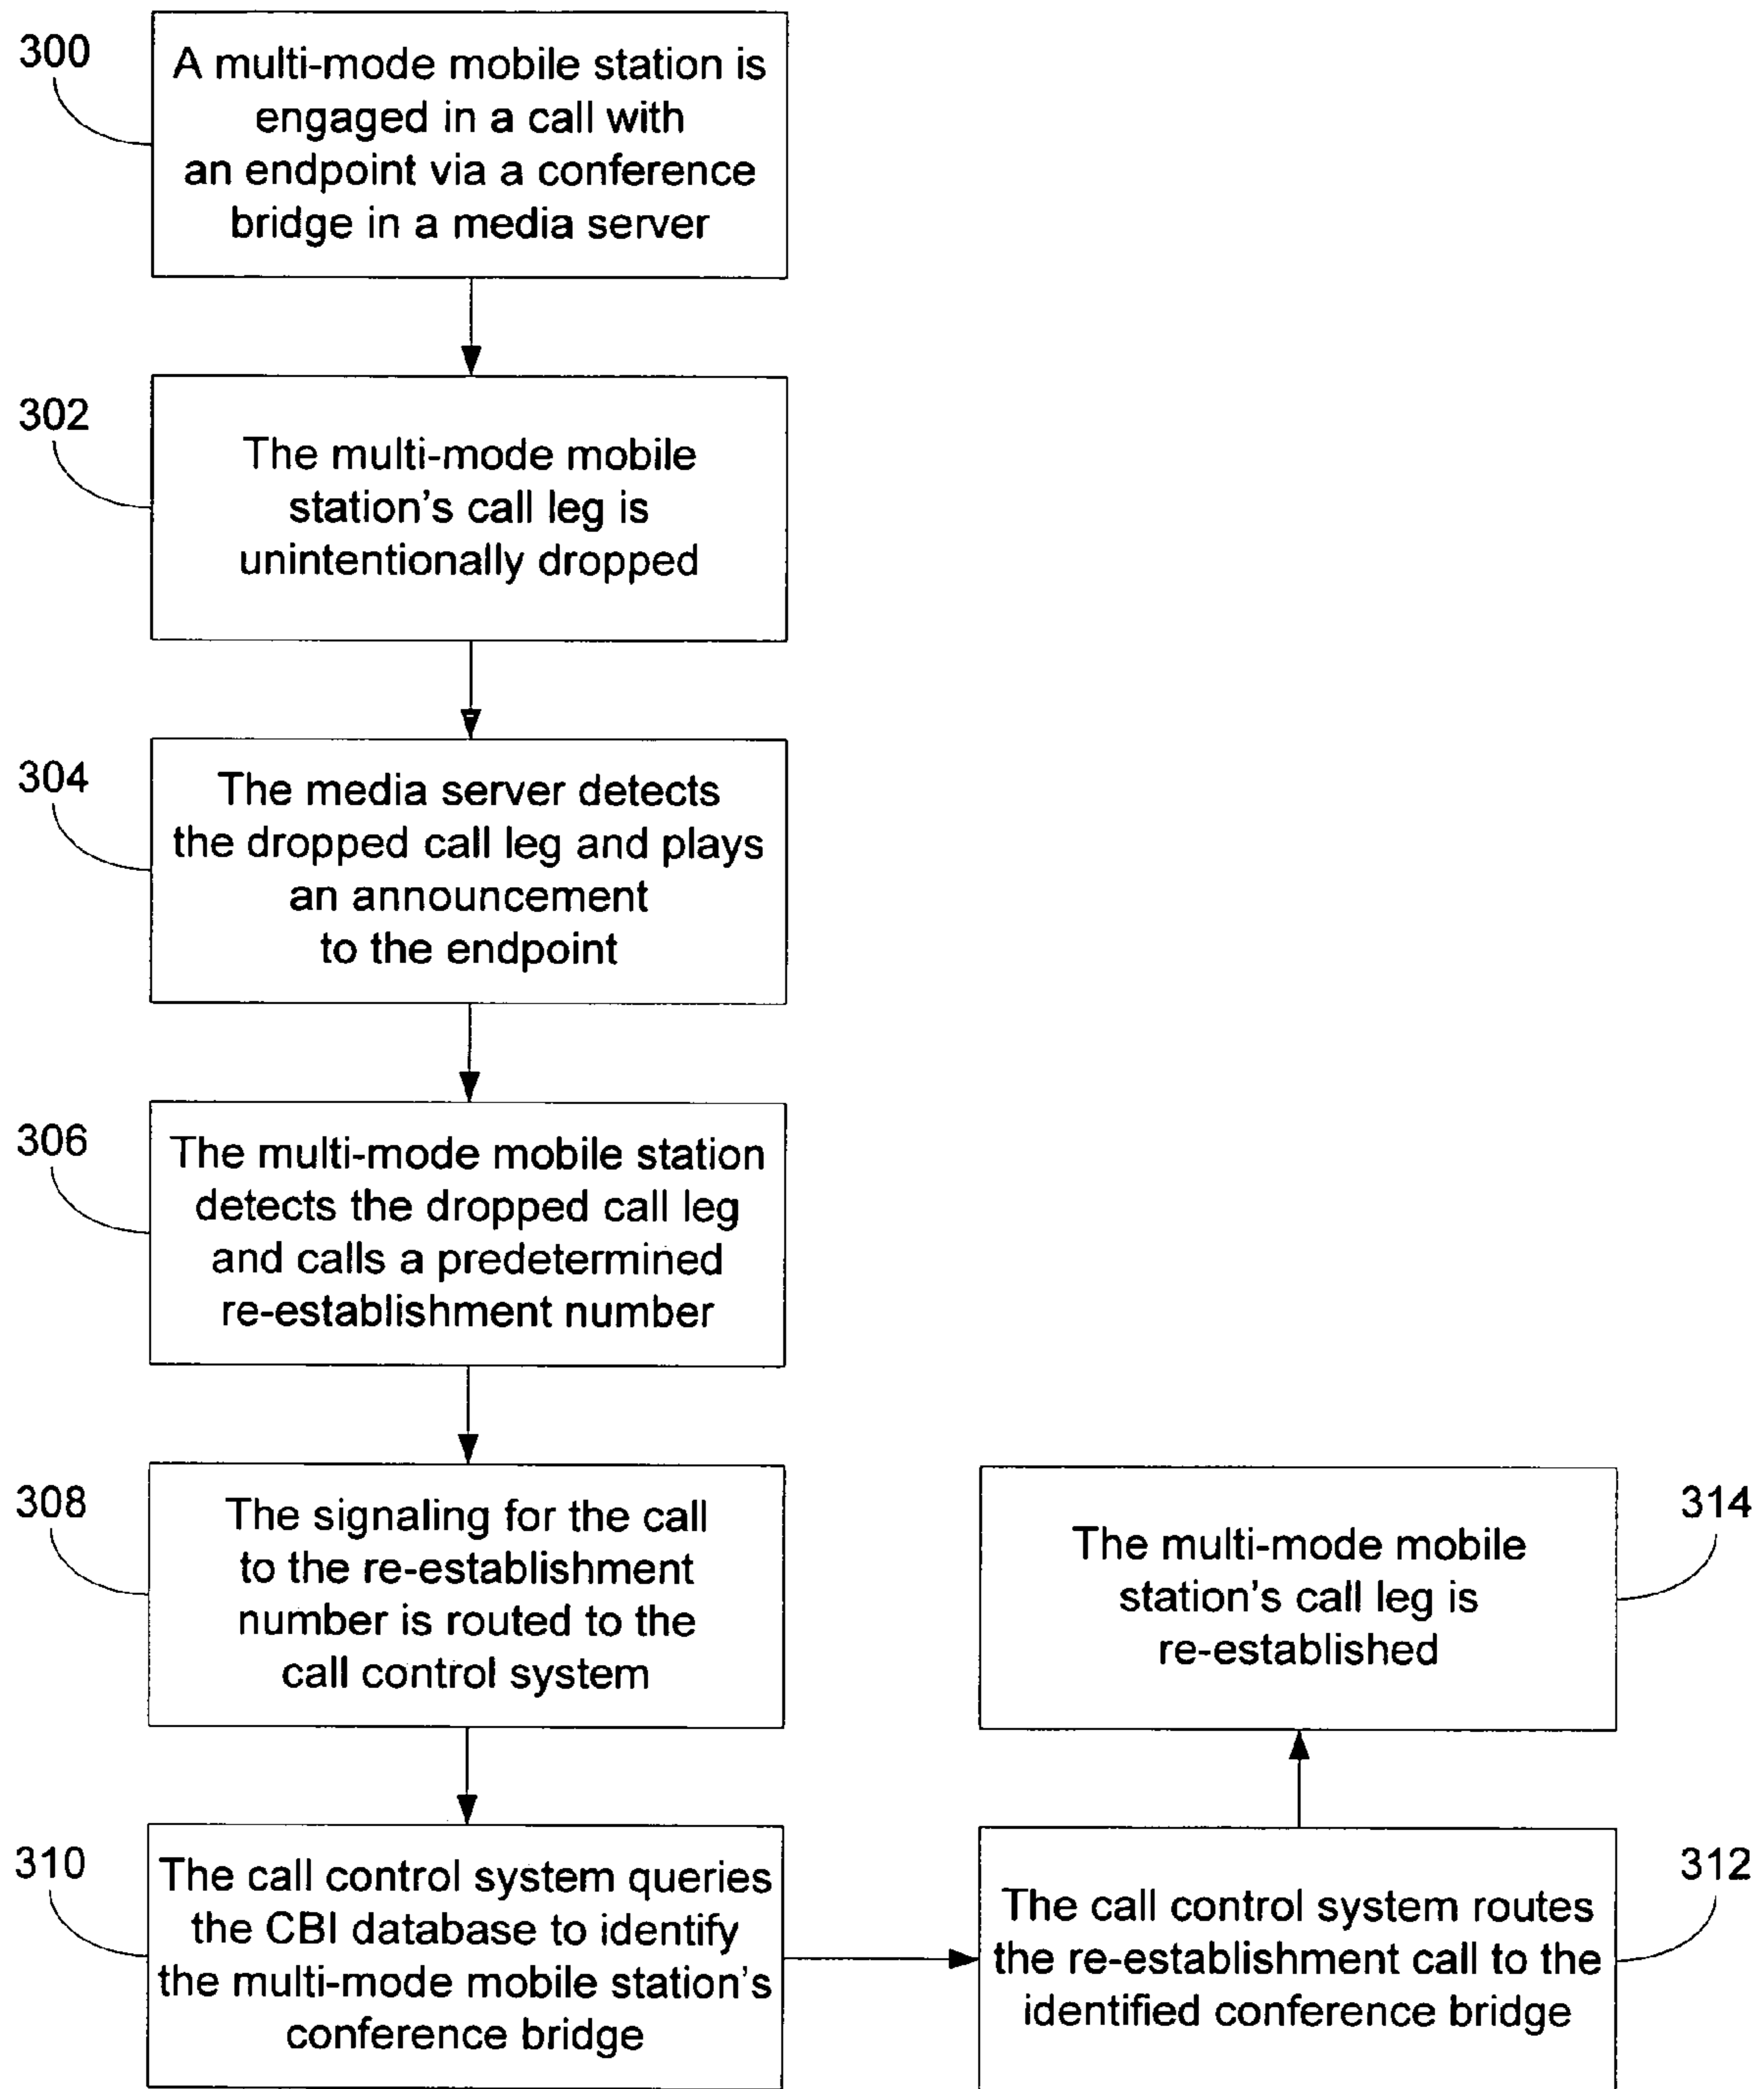 300
A multi-mode mobile station is
engaged in a call with
an endpoint via a conference
bridge in a media server
302
The multi-mode mobile
station's call leg is
unintentionally dropped
304
The media server detects
the dropped call leg and plays
an announcement
to the endpoint
306
The multi-mode mobile station
detects the dropped call leg
and calls a predetermined
re-establishment number
308
The signaling for the call
to the re-establishment
number is routed to the
call control system
310
The call control system queries
the CBI database to identify
the multi-mode mobile station's
conference bridge
312
The call control system routes
the re-establishment call to the
identified conference bridge
314
The multi-mode mobile
station's call leg is
re-established